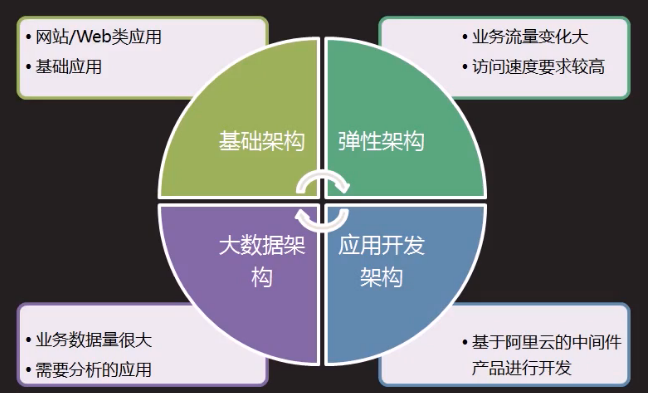 • 网站/Web类应用
• 基础应用
• 业务流量变化大
• 访问速度要求较高
基础架构
弹性架构
大数据架
构
应用开发
架构
• 业务数据量很大
• 需要分析的应用
• 基于阿里云的中间件
产品进行开发